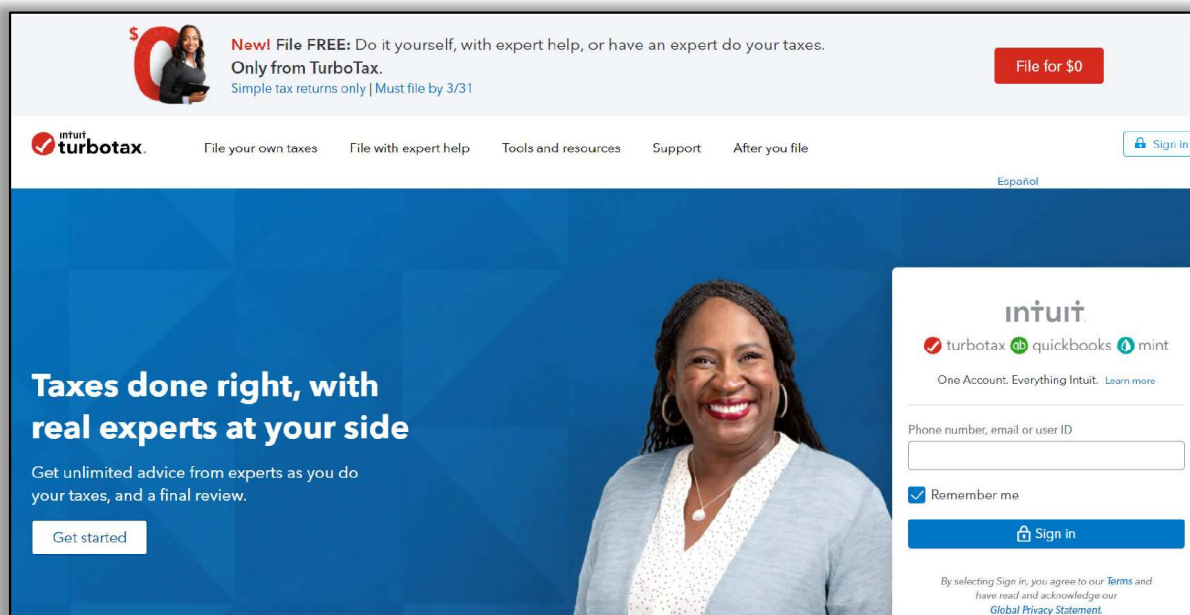 $0
New! File FREE: Do it yourself, with expert help, or have an expert do your taxes.
Only from TurboTax.
Simple tax returns only | Must file by 3/31
File for $0
intuit
turbotax.
File your own taxes
File with expert help
Tools and resources
Support
After you file
Sign in
Español
Taxes done right, with
real experts at your side
Get unlimited advice from experts as you do
your taxes, and a final review.
Get started
intuit
turbotax qb quickbooks mint
One Account. Everything Intuit. Learn more
Phone number, email or user ID
Remember me
Sign in
By selecting Sign in, you agree to our Terms and
have read and acknowledge our
Global Privacy Statement.